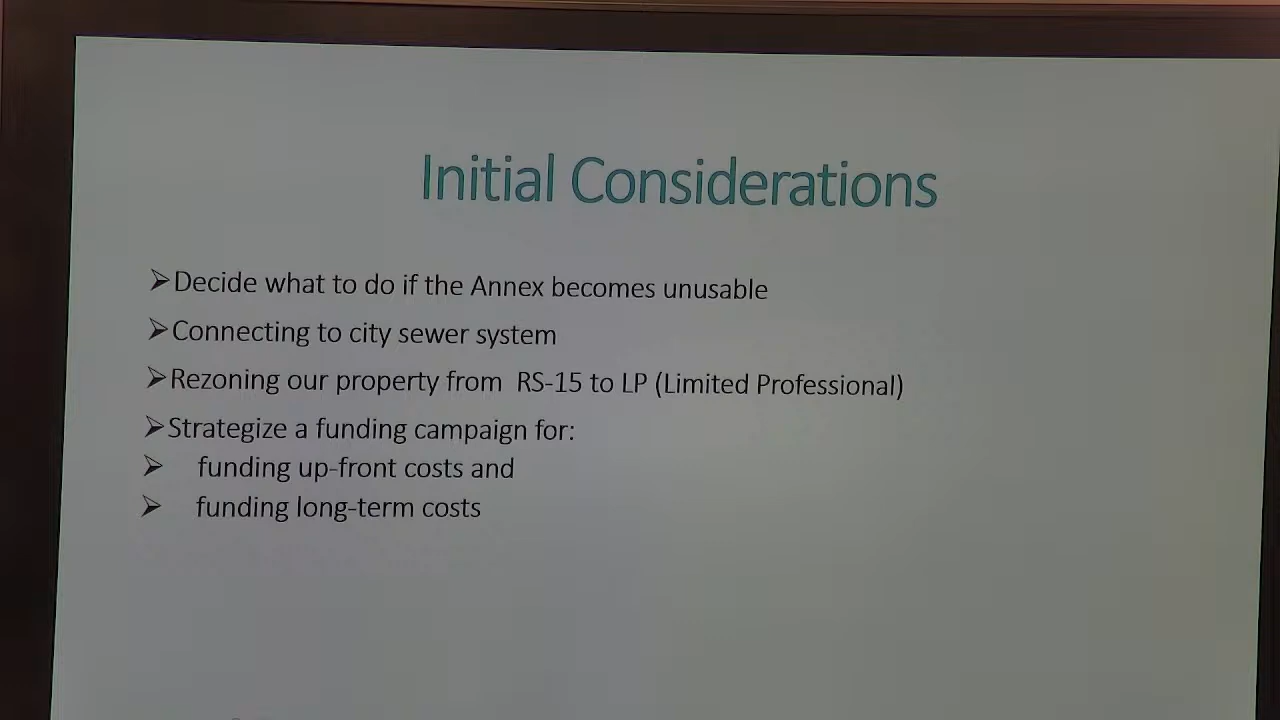 Initial Considerations
➢Decide what to do if the Annex becomes unusable
➢Connecting to city sewer system
➢Rezoning our property from  RS-15 to LP (Limited Professional)
➢Strategize a funding campaign for:
➢    funding up-front costs and
➢    funding long-term costs